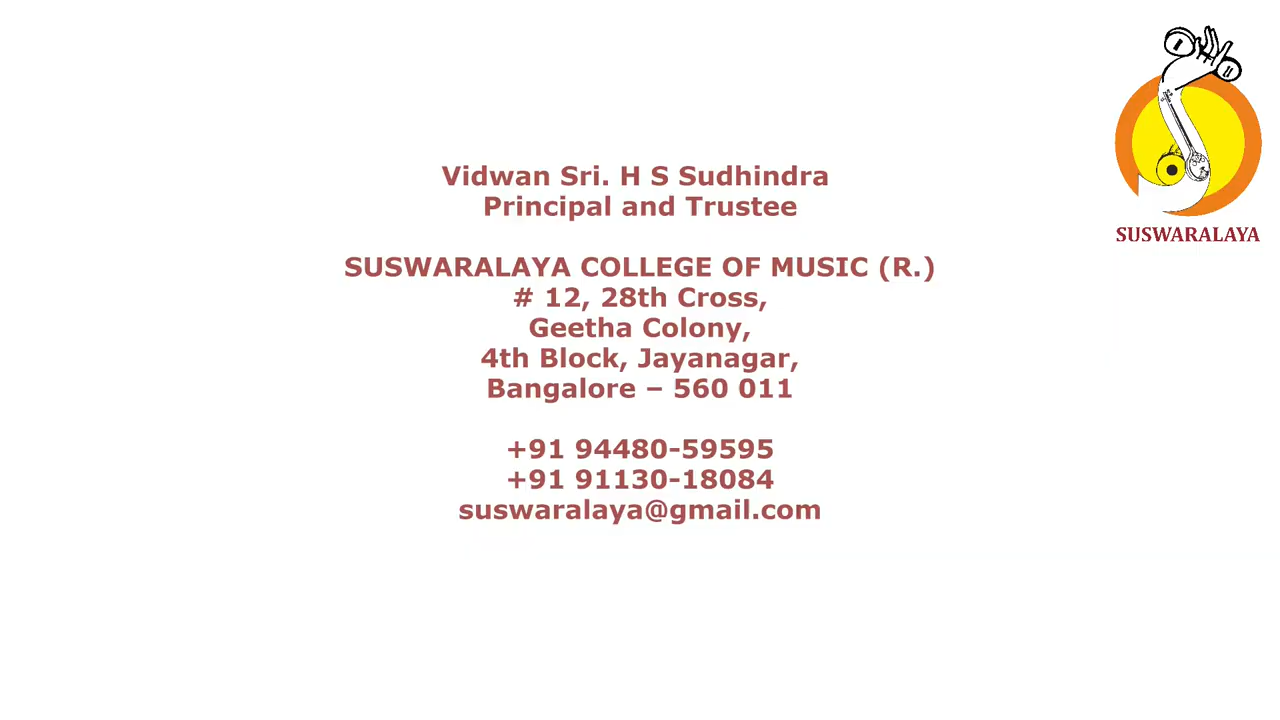 Vidwan Sri. H S Sudhindra
Principal and Trustee
SUSWARALAYA COLLEGE OF MUSIC (R.)
# 12, 28th Cross,
Geetha Colony,
4th Block, Jayanagar,
Bangalore – 560 011
+91 94480-59595
+91 91130-18084
suswaralaya@gmail.com
SUSWARALAYA